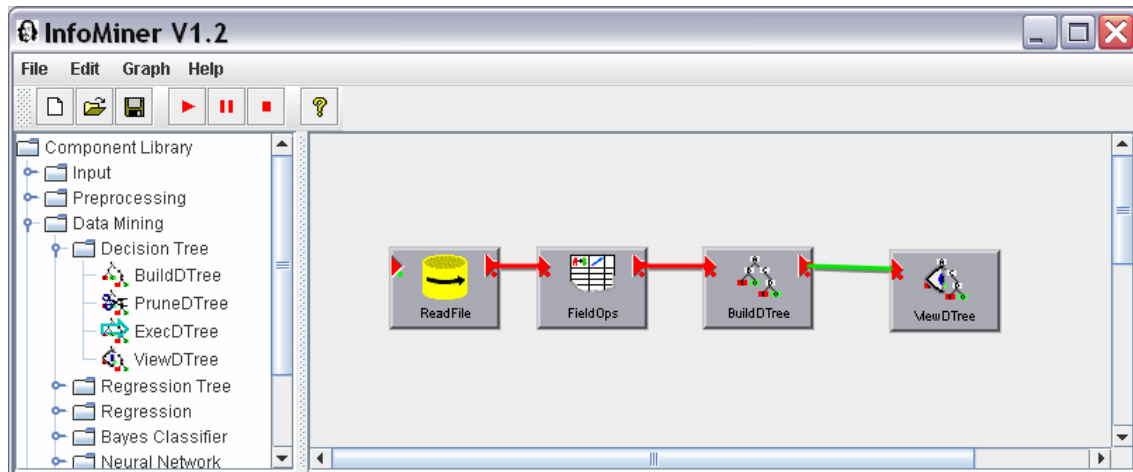 InfoMiner V1.2
File Edit Graph Help
Component Library
Input
Preprocessing
Data Mining
Decision Tree
BuildDTree
PruneDTree
ExecDTree
ViewDTree
Regression Tree
Regression
Bayes Classifier
Neural Network
ReadFile
FieldOps
BuildDTree
ViewDTree